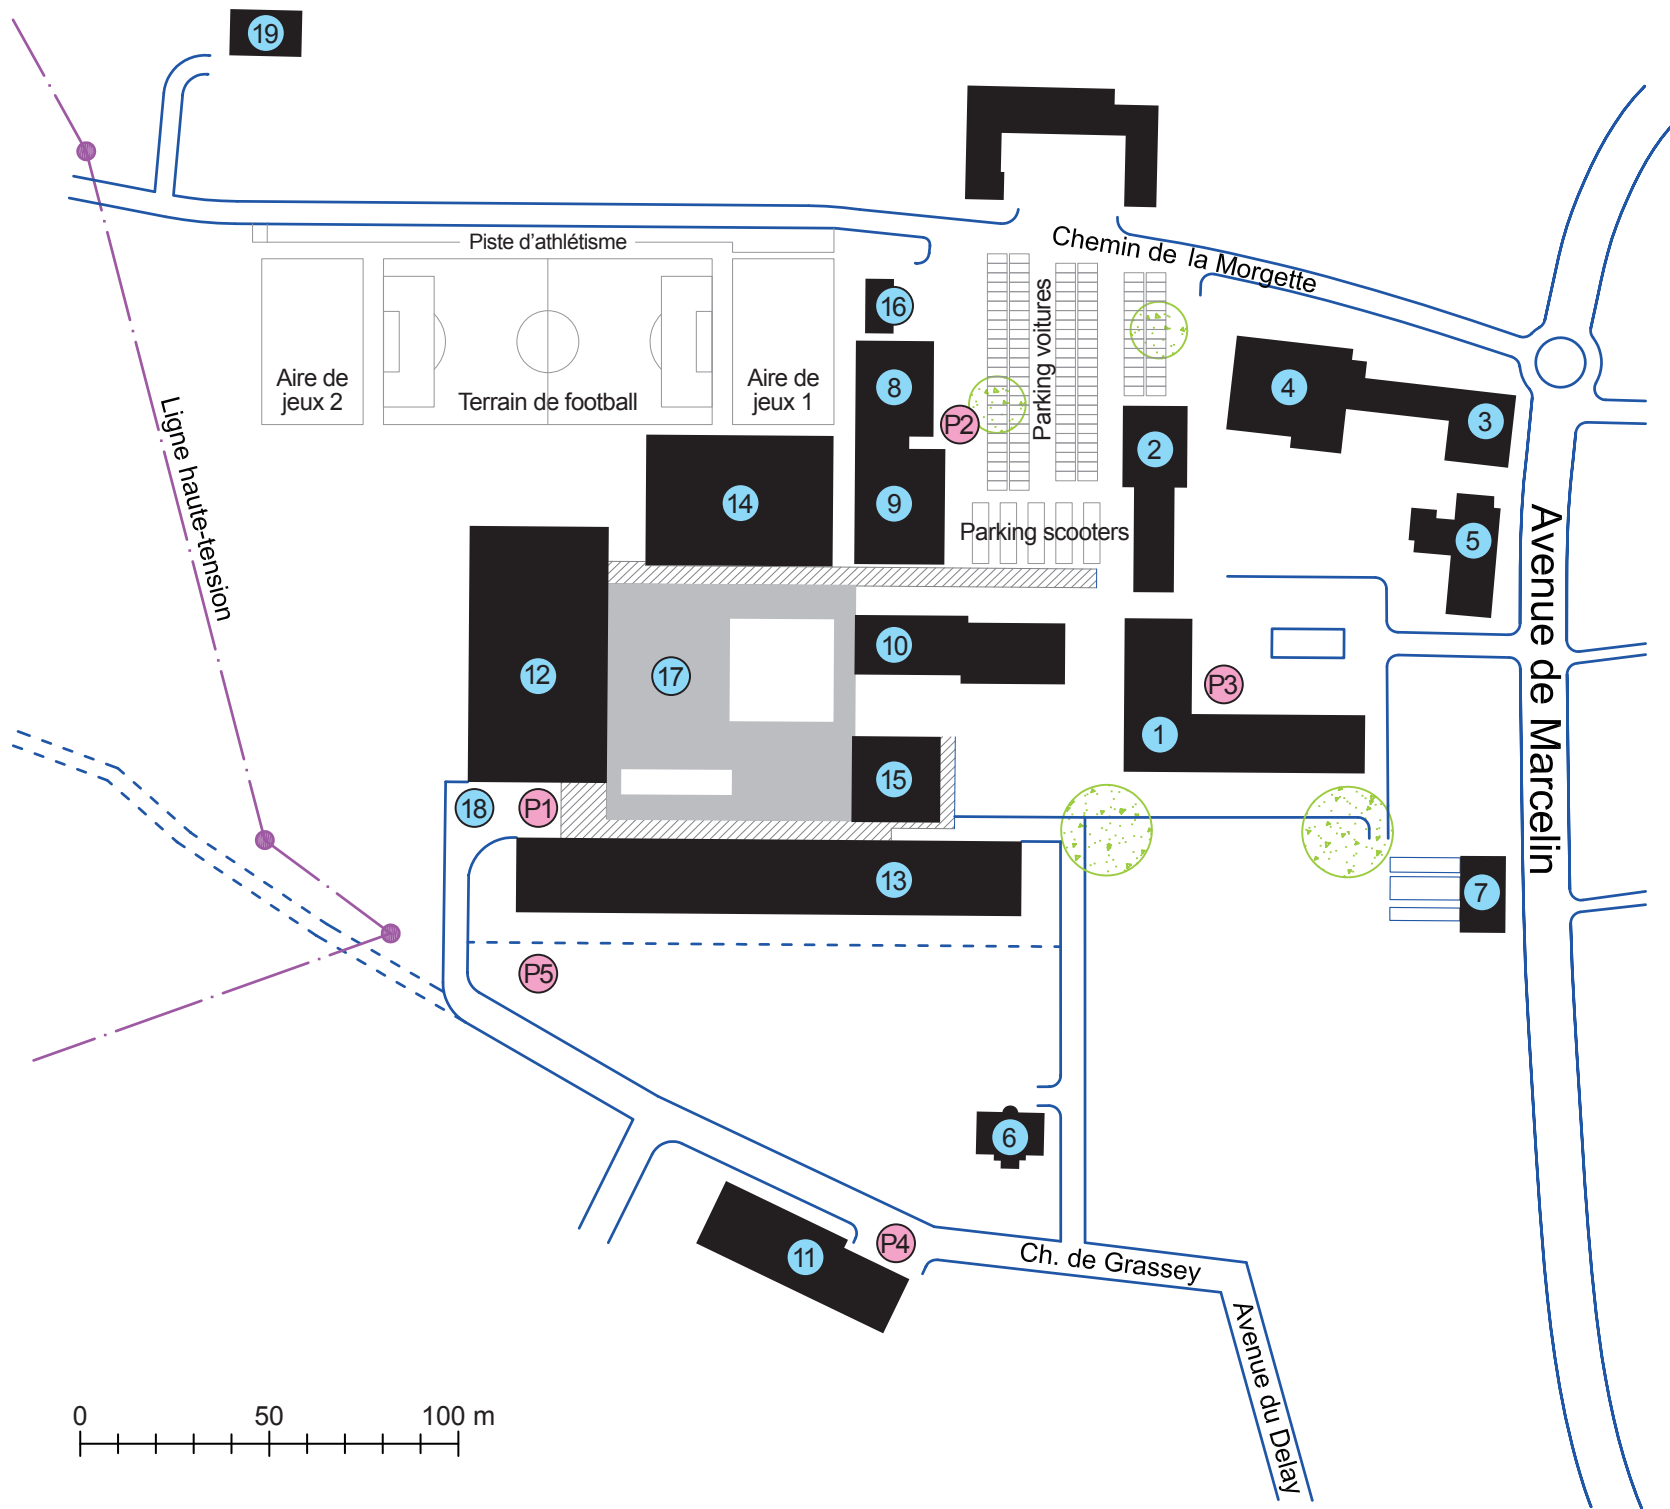 19
Piste d'athlétisme
Chemin de la Morgette
16
Parking voitures
Aire de
jeux 2
Terrain de football
Aire de
jeux 1
8
4
3
P2
2
Ligne haute-tension
14
9
Parking scooters
5
Avenue de Marcelin
10
12
17
P3
1
15
18
P1
13
7
P5
6
11
P4
Ch. de Grassey
Avenue du Delay
0 50 100 m